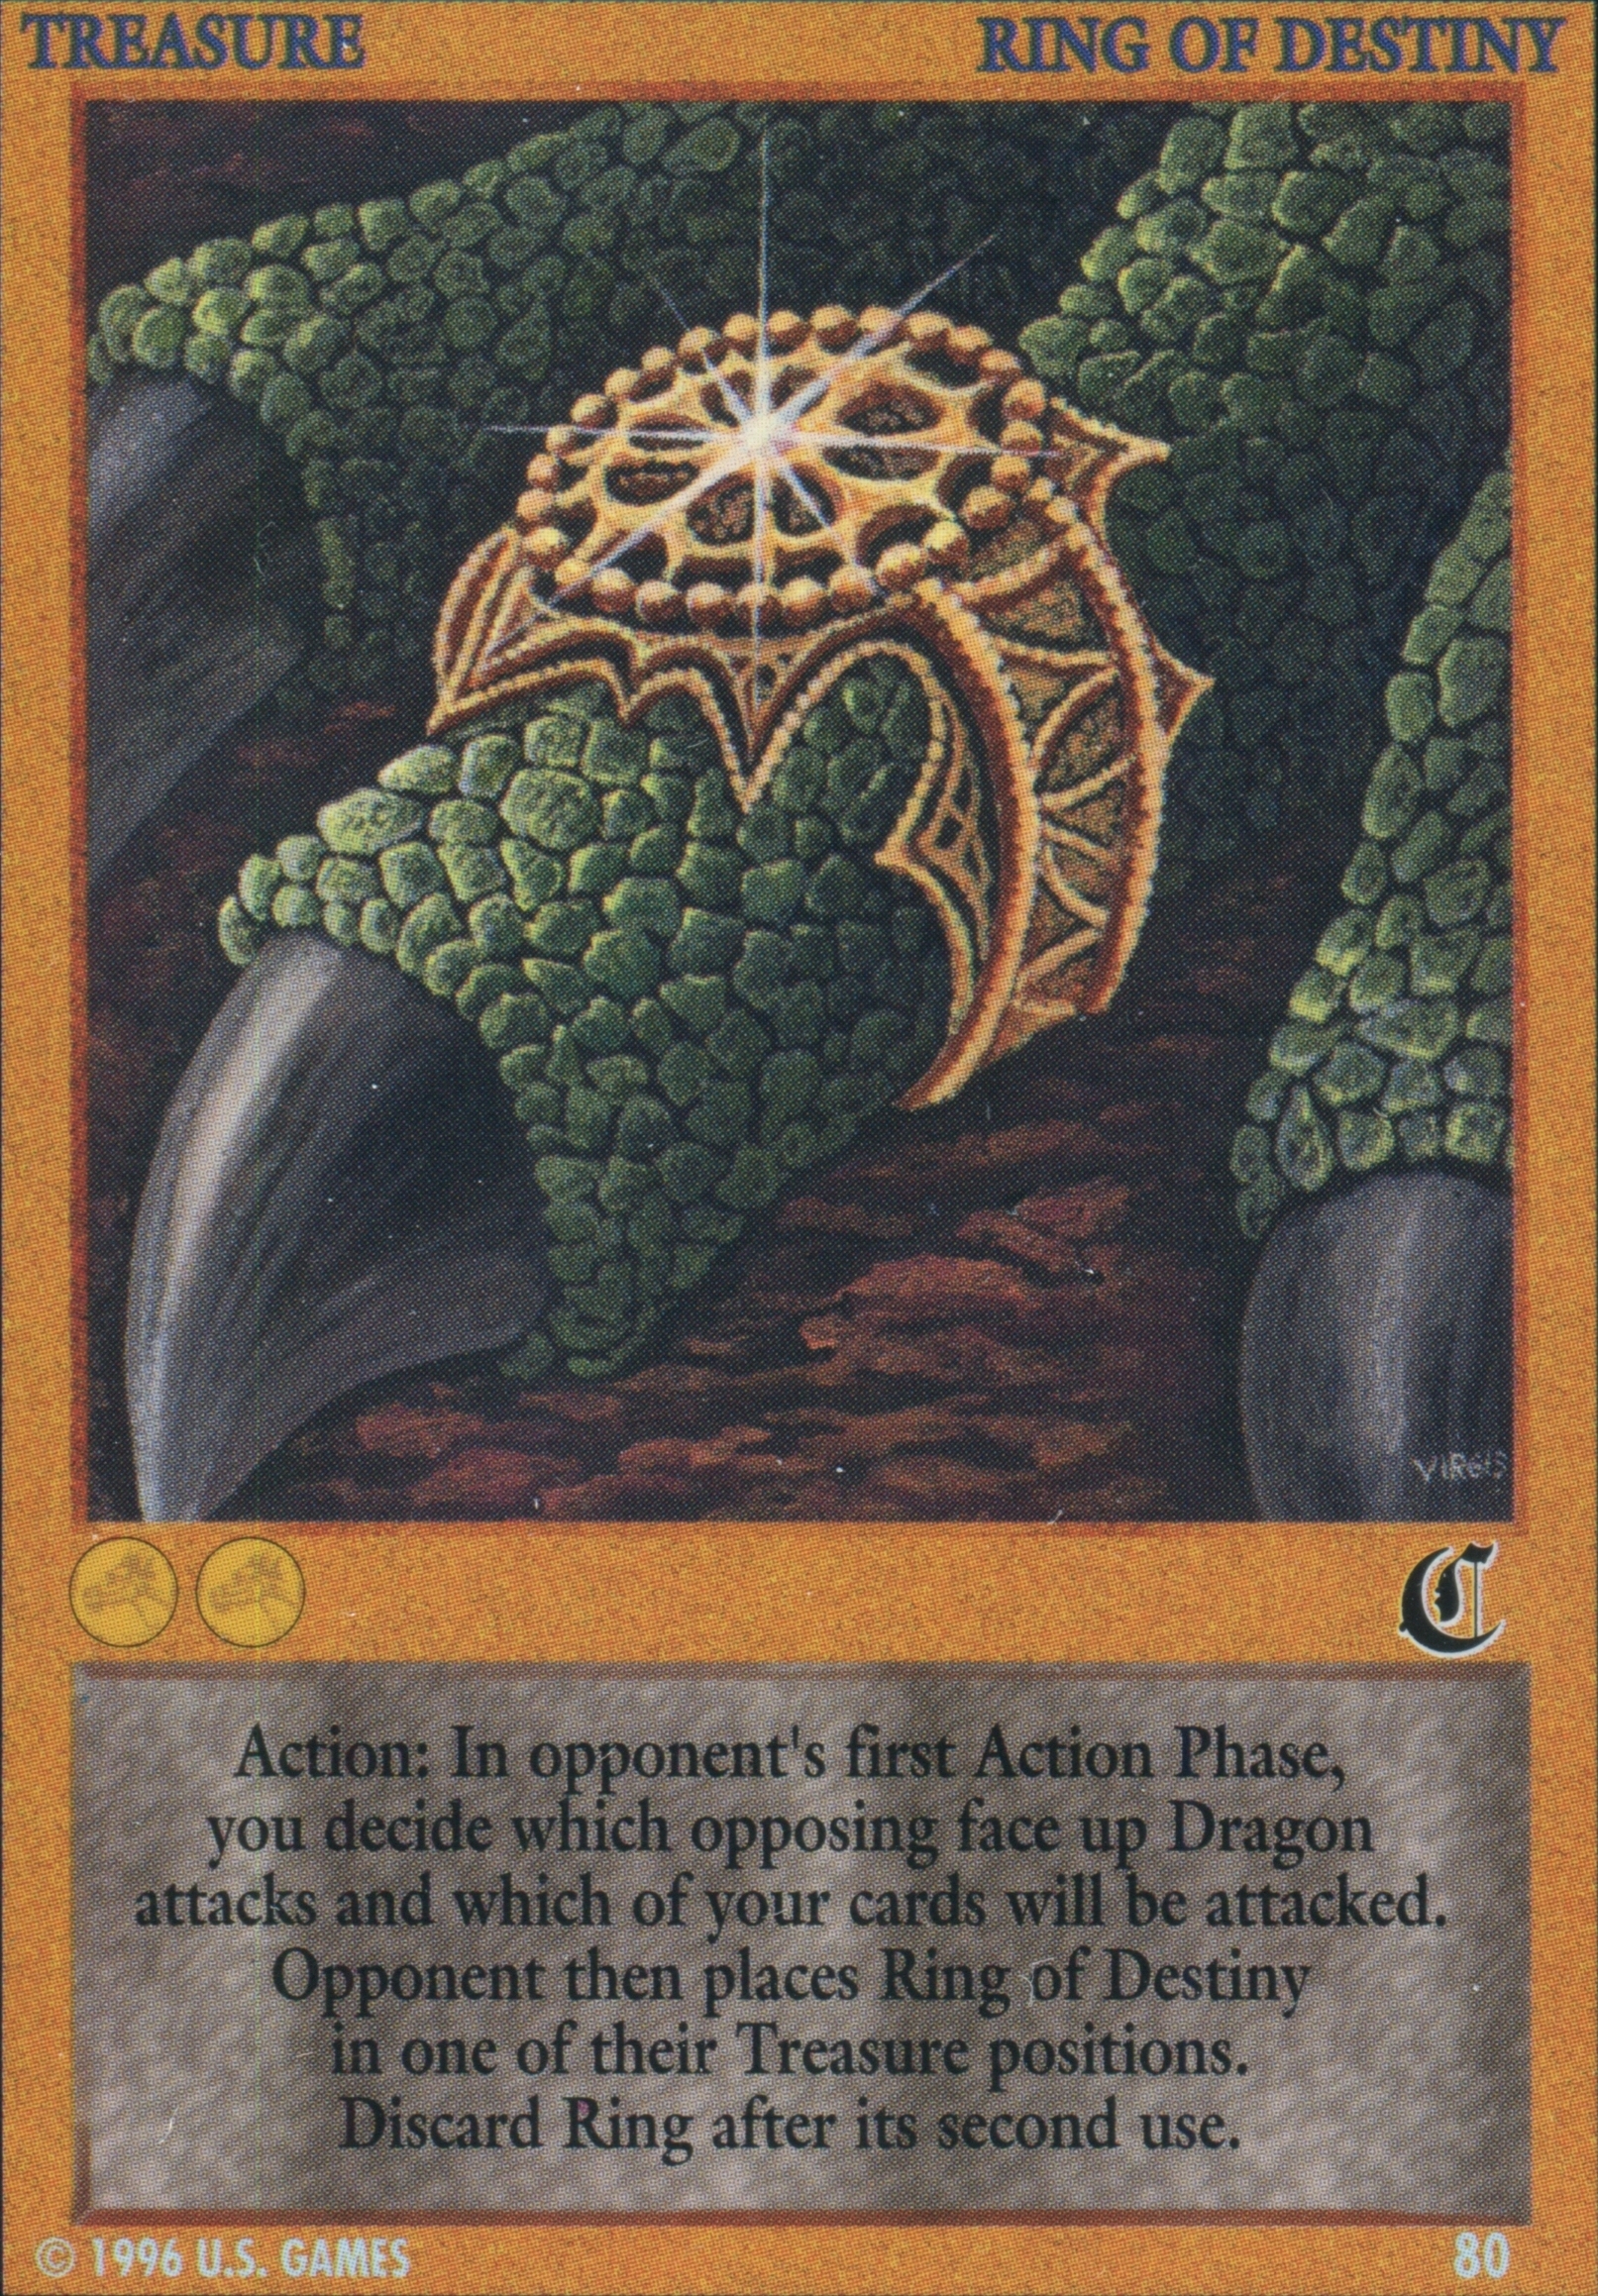 TREASURE
RING OF DESTINY
VIRGIS
C
Action: In opponent's first Action Phase,
you decide which opposing face up Dragon
attacks and which of your cards will be attacked.
Opponent then places Ring of Destiny
in one of their Treasure positions.
Discard Ring after its second use.
© 1996 U.S. GAMES
80